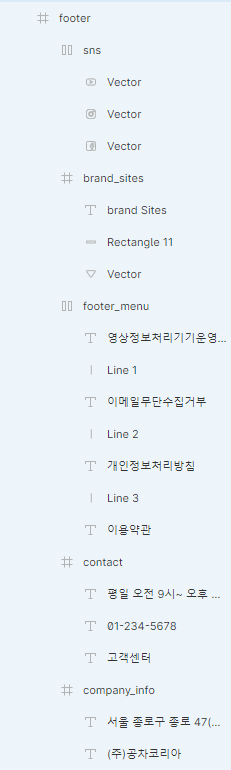 footer
sns
Vector
Vector
Vector
brand_sites
brand Sites
Rectangle 11
Vector
footer_menu
영상정보처리기기운영...
Line 1
이메일무단수집거부
Line 2
개인정보처리방침
Line 3
이용약관
contact
평일 오전 9시~ 오후 ...
01-234-5678
고객센터
company_info
서울 종로구 종로 47(...
(주)공차코리아